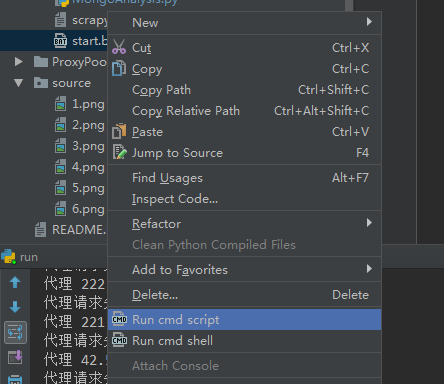 MongoAnalysis.py
scrapy
start.b
ProxyPoo
source
1.png
2.png
3.png
4.png
5.png
6.png
README.
New
Cut Ctrl+X
Copy Ctrl+C
Copy Path Ctrl+Shift+C
Copy Relative Path Ctrl+Alt+Shift+C
Paste Ctrl+V
Jump to Source F4
Find Usages Alt+F7
Inspect Code...
Refactor
Clean Python Compiled Files
Add to Favorites
Delete... Delete
Run cmd script
Run cmd shell
Attach Console
run
代理请求
代理 222
代理请求
代理 221
代理请求
代理 42.
代理请求